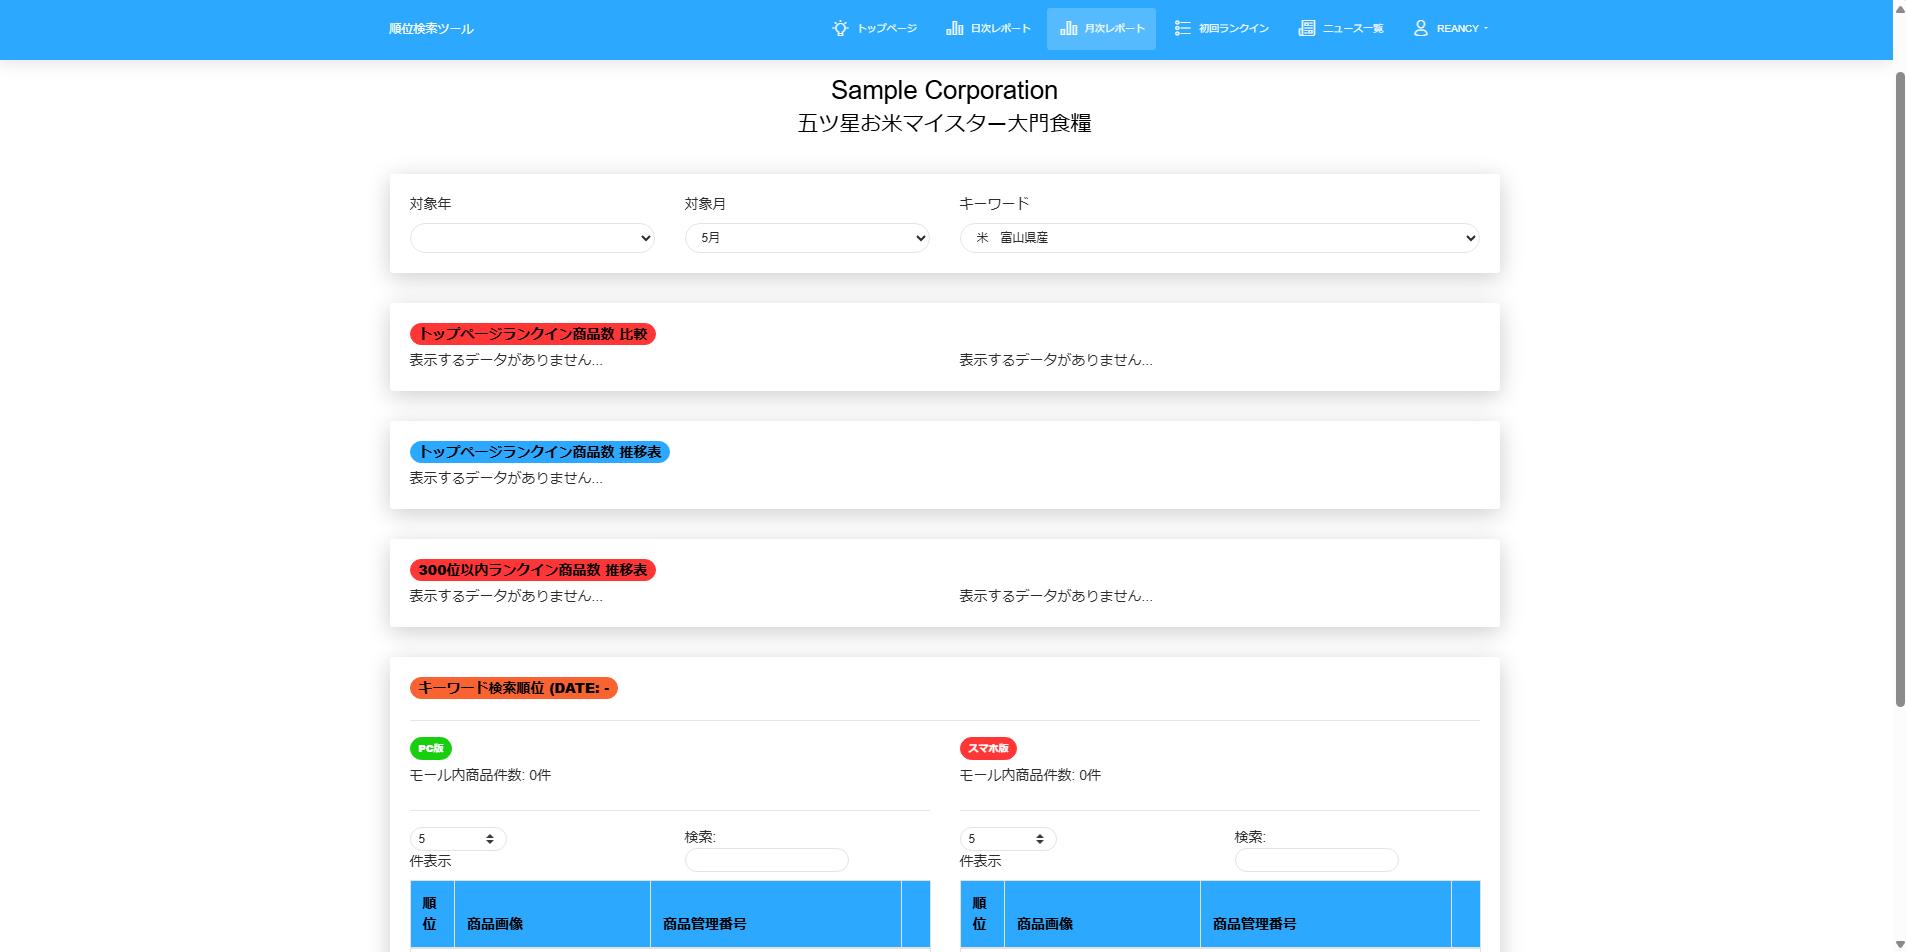 順位検索ツール
トップページ
日次レポート
月次レポート
初回ランクイン
ニュース一覧
REANCY
Sample Corporation
五ツ星お米マイスター大門食糧
対象年
対象月
キーワード
5月
米　富山県産
トップページランクイン商品数 比較
表示するデータがありません...
表示するデータがありません...
トップページランクイン商品数 推移表
表示するデータがありません...
300位以内ランクイン商品数 推移表
表示するデータがありません...
表示するデータがありません...
キーワード検索順位 (DATE: -
PC版
モール内商品件数: 0件
5
件表示
検索:
順位
商品画像
商品管理番号
スマホ版
モール内商品件数: 0件
5
件表示
検索:
順位
商品画像
商品管理番号